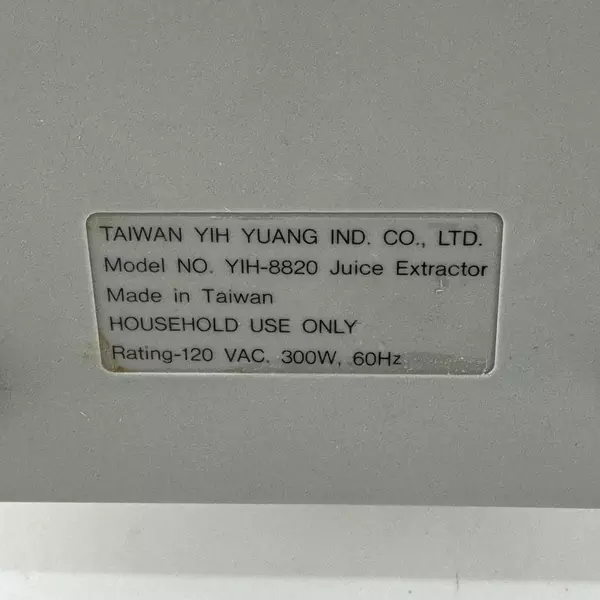 TAIWAN YIH YUANG IND. CO., LTD.
Model NO. YIH-8820 Juice Extractor
Made in Taiwan
HOUSEHOLD USE ONLY
Rating-120 VAC. 300W, 60Hz